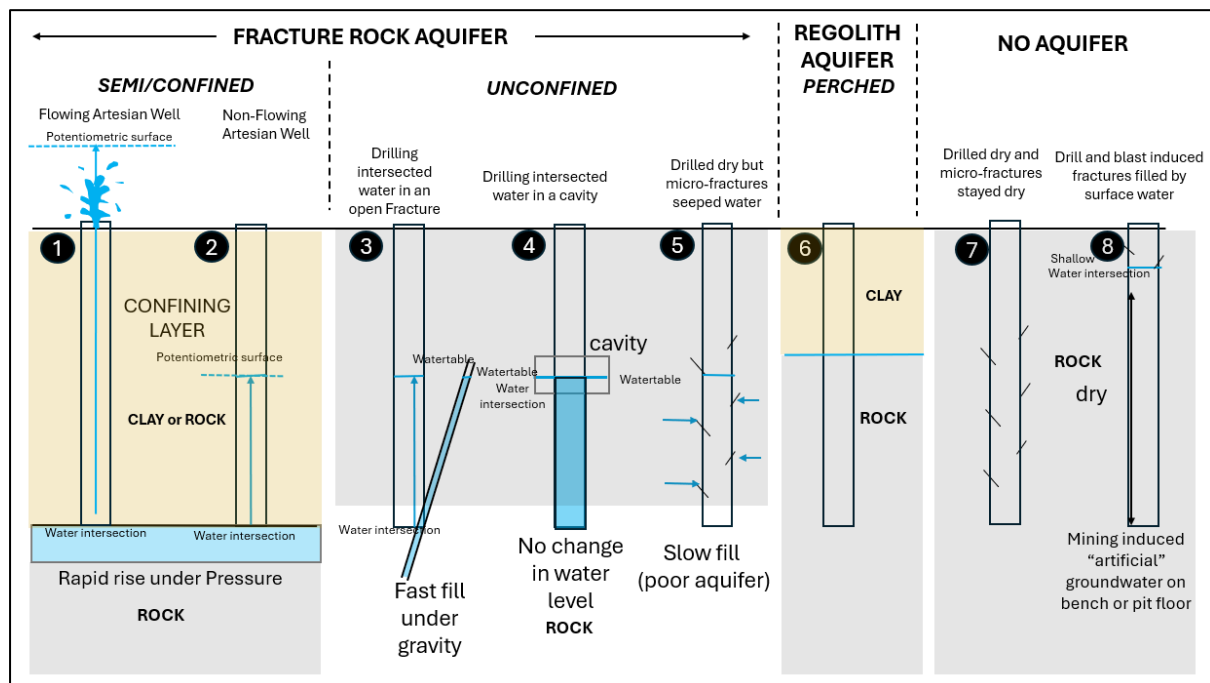 FRACTURE ROCK AQUIFER
REGOLITH
AQUIFER
PERCHED
NO AQUIFER
SEMI/CONFINED
UNCONFINED
Flowing Artesian Well
Potentiometric surface
Non-Flowing
Artesian Well
Drilling
intersected
water in an
open Fracture
Drilling intersected
water in a cavity
Drilled dry but
micro-fractures
seeped water
Drilled dry and
micro-fractures
stayed dry
Drill and blast induced
fractures filled by
surface water
1
2
3
4
5
6
7
8
CONFINING
LAYER
Potentiometric surface
CLAY or ROCK
Water intersection
Water intersection
Rapid rise under Pressure
ROCK
Watertable
Water intersection
Fast fill
under
gravity
cavity
Watertable
Water
intersection
Watertable
No change
in water
level
ROCK
Slow fill
(poor aquifer)
CLAY
ROCK
Shallow
Water intersection
ROCK
dry
Mining induced
“artificial”
groundwater on
bench or pit floor